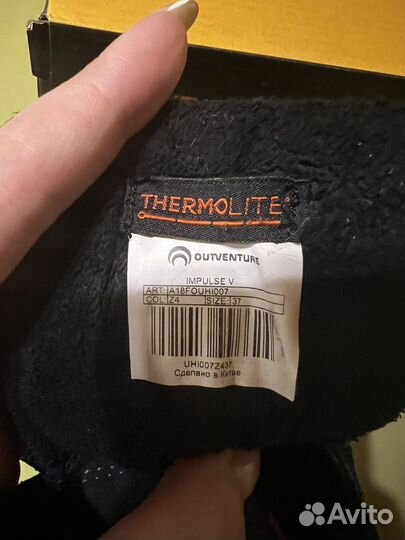 THERMOLITE®
OUTVENTURE
IMPULSE V
ART: A18FOUHI007
COL: Z4 SIZE: 37
UHI007Z437
Сделано в Китае
Avito